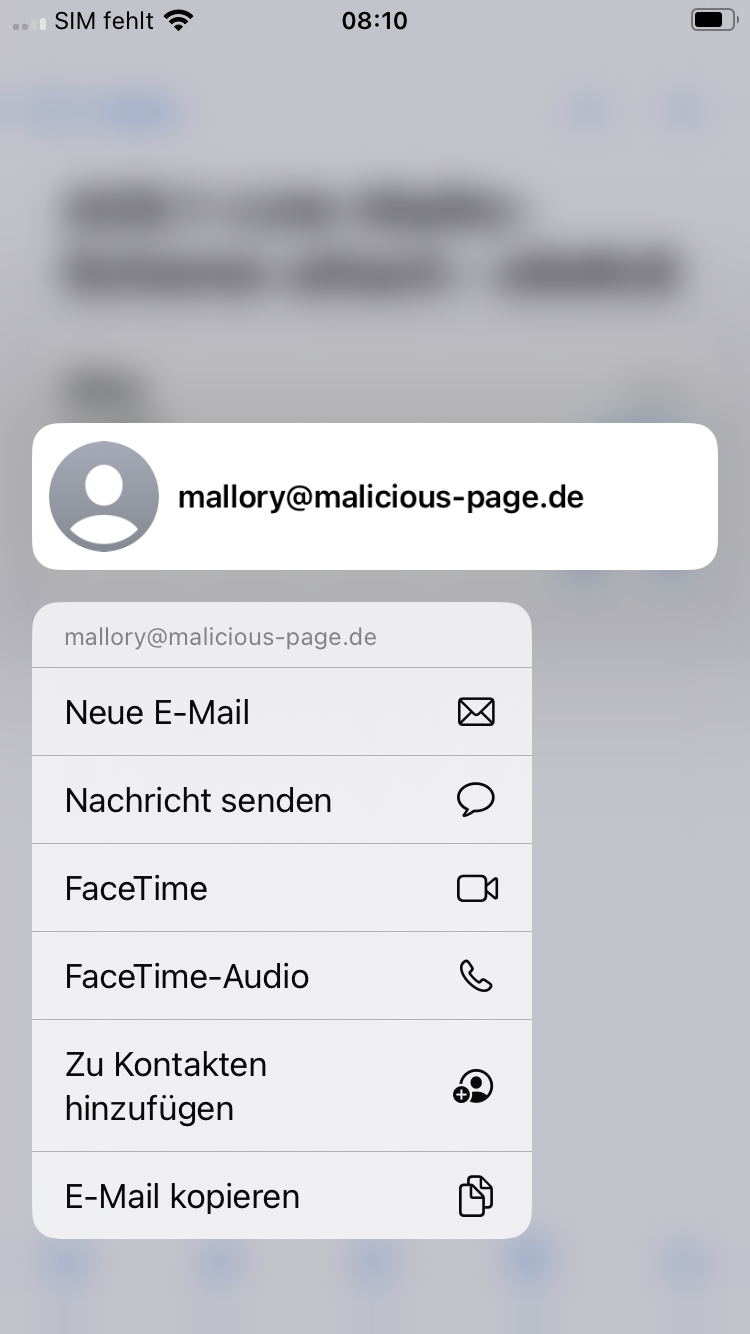 SIM fehlt
08:10
mallory@malicious-page.de
mallory@malicious-page.de
Neue E-Mail
Nachricht senden
FaceTime
FaceTime-Audio
Zu Kontakten
hinzufügen
E-Mail kopieren